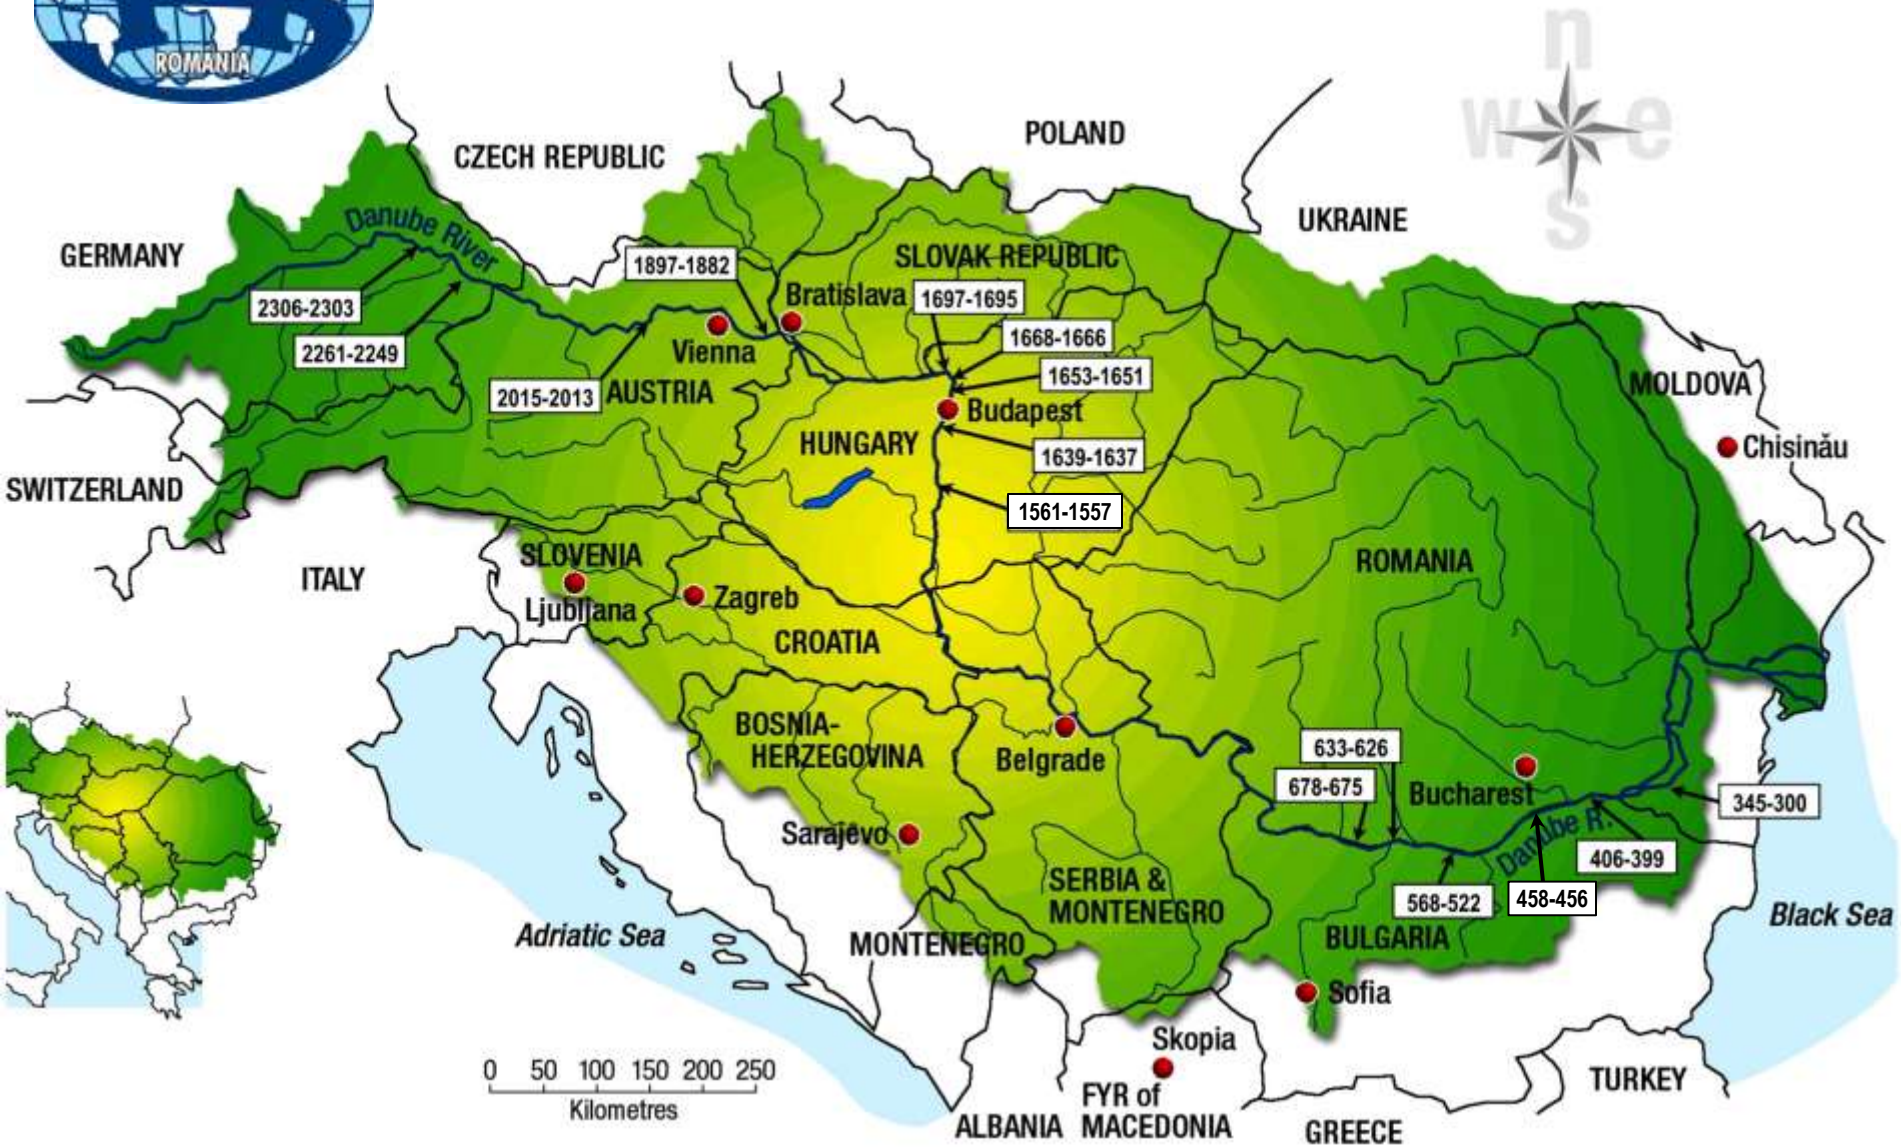 ROMANIA
n
w e
s
POLAND
CZECH REPUBLIC
UKRAINE
GERMANY
Danube River
SLOVAK REPUBLIC
1897-1882
2306-2303
Bratislava
1697-1695
1668-1666
2261-2249
Vienna
1653-1651
2015-2013
AUSTRIA
MOLDOVA
Budapest
HUNGARY
1639-1637
Chisinău
SWITZERLAND
1561-1557
SLOVENIA
ROMANIA
ITALY
Ljubljana
Zagreb
CROATIA
BOSNIA-
HERZEGOVINA
Belgrade
633-626
678-675
Bucharest
345-300
Danube R.
Sarajevo
406-399
SERBIA &
MONTENEGRO
568-522
458-456
Black Sea
Adriatic Sea
MONTENEGRO
BULGARIA
Sofia
Skopia
0 50 100 150 200 250
Kilometres
TURKEY
FYR of
MACEDONIA
ALBANIA
GREECE